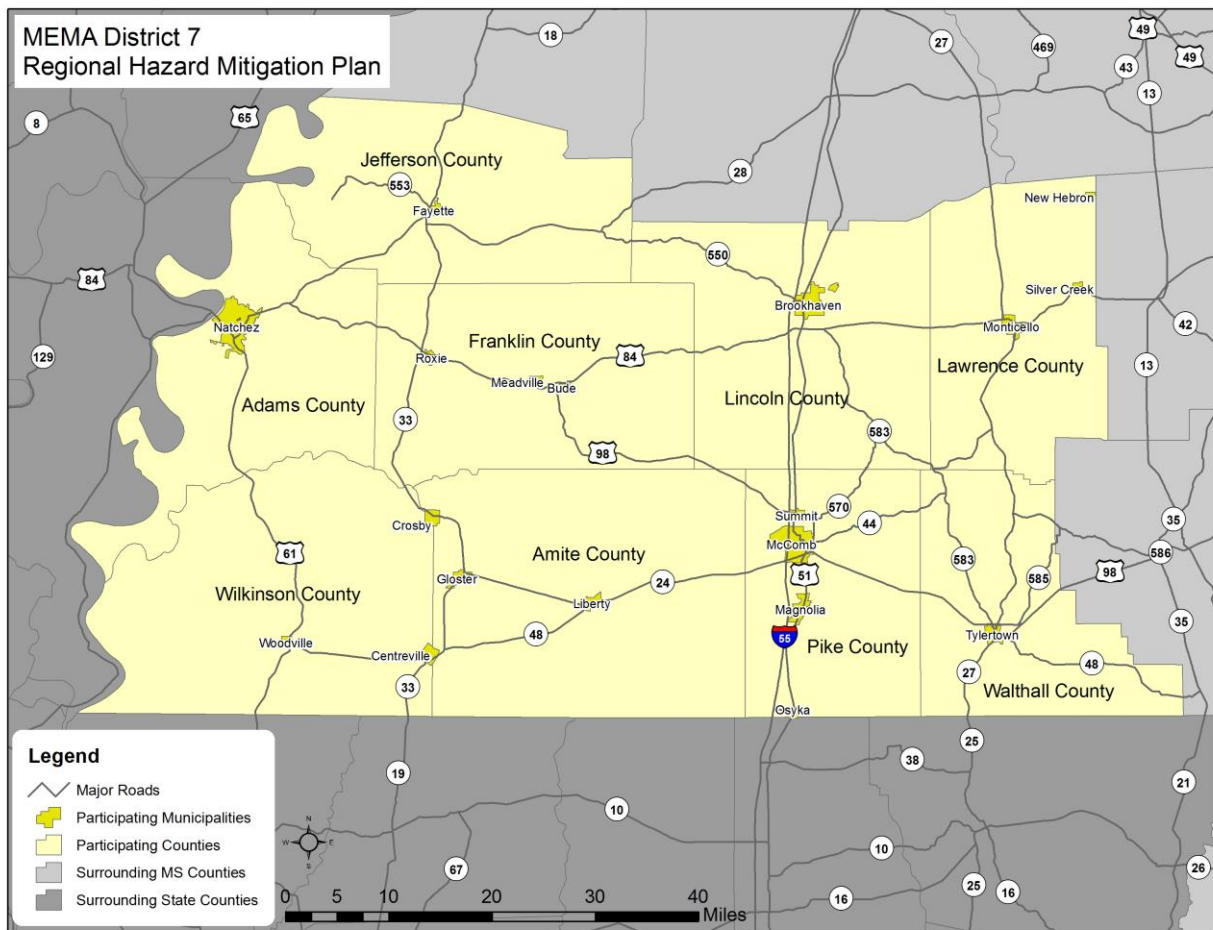 MEMA District 7
Regional Hazard Mitigation Plan
18
27
469
49
49
43
13
65
8
Jefferson County
28
553
Fayette
New Hebron
550
84
Silver Creek
Brookhaven
Natchez
Monticello
42
Franklin County
129
Roxie
84
Lawrence County
13
Meadville
Bude
Lincoln County
Adams County
33
583
98
570
Summit
44
35
Crosby
McComb
61
Amite County
583
585
98
586
Gloster
51
24
Wilkinson County
Liberty
Magnolia
35
Woodville
48
55
Tylertown
Centreville
Pike County
48
33
27
Walthall County
Osyka
25
38
19
21
10
10
67
26
16
25
16
Legend
Major Roads
Participating Municipalities
Participating Counties
Surrounding MS Counties
Surrounding State Counties
N
W E
S
0 5 10 20 30 40
Miles